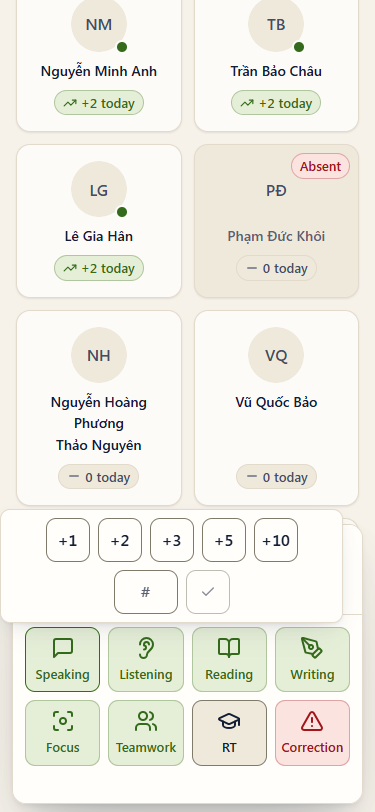 NM
TB
Nguyễn Minh Anh
Trần Bảo Châu
+2 today
+2 today
Absent
LG
PĐ
Lê Gia Hân
Phạm Đức Khôi
+2 today
0 today
NH
VQ
Nguyễn Hoàng
Phương
Thảo Nguyên
Vũ Quốc Bảo
0 today
0 today
+1
+2
+3
+5
+10
#
Speaking
Listening
Reading
Writing
Focus
Teamwork
RT
Correction